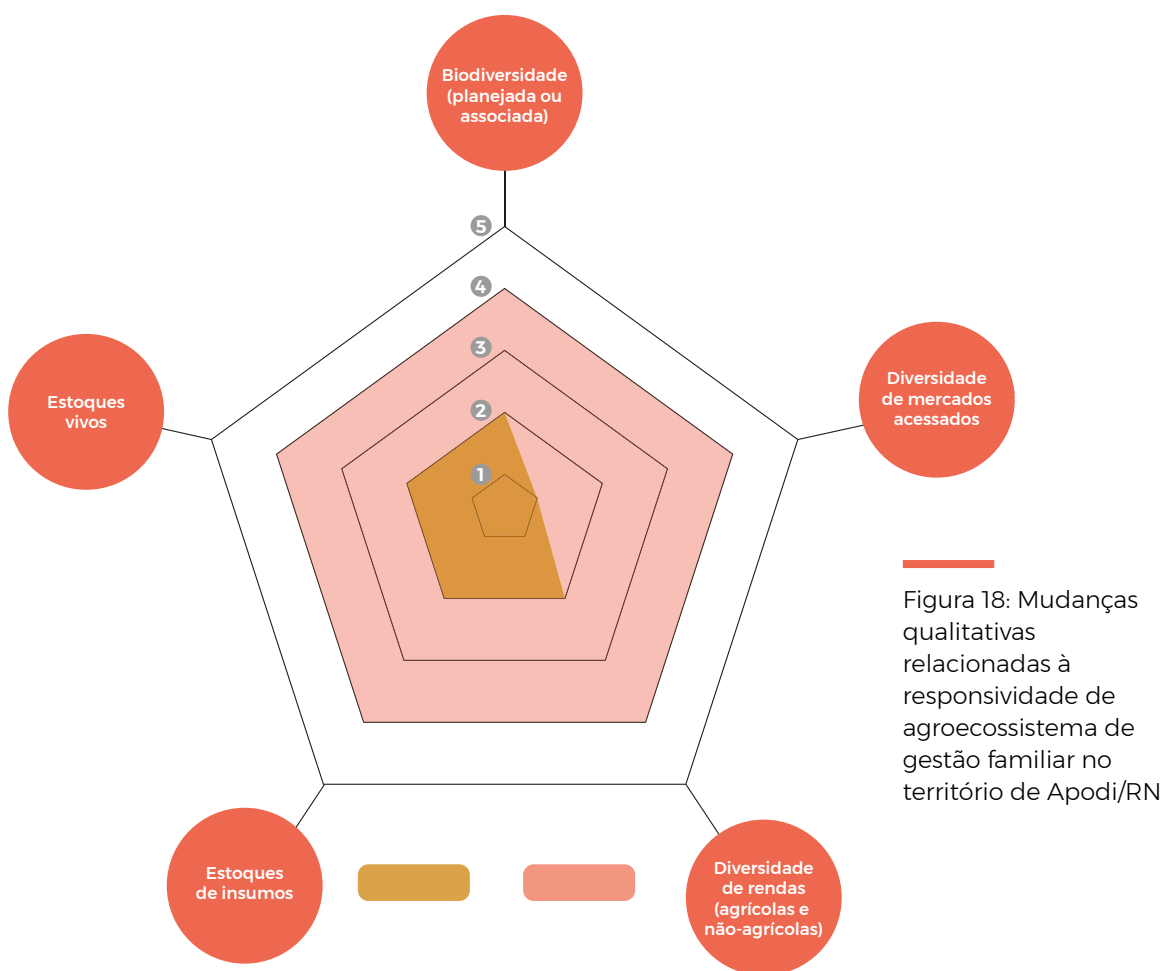 Biodiversidade
(planejada ou
associada)
5
4
3
2
1
Estoques
vivos
Diversidade
de mercados
acessados
Figura 18: Mudanças
qualitativas
relacionadas à
responsividade de
agroecossistema de
gestão familiar no
território de Apodi/RN
Estoques
de insumos
Diversidade
de rendas
(agrícolas e
não-agrícolas)